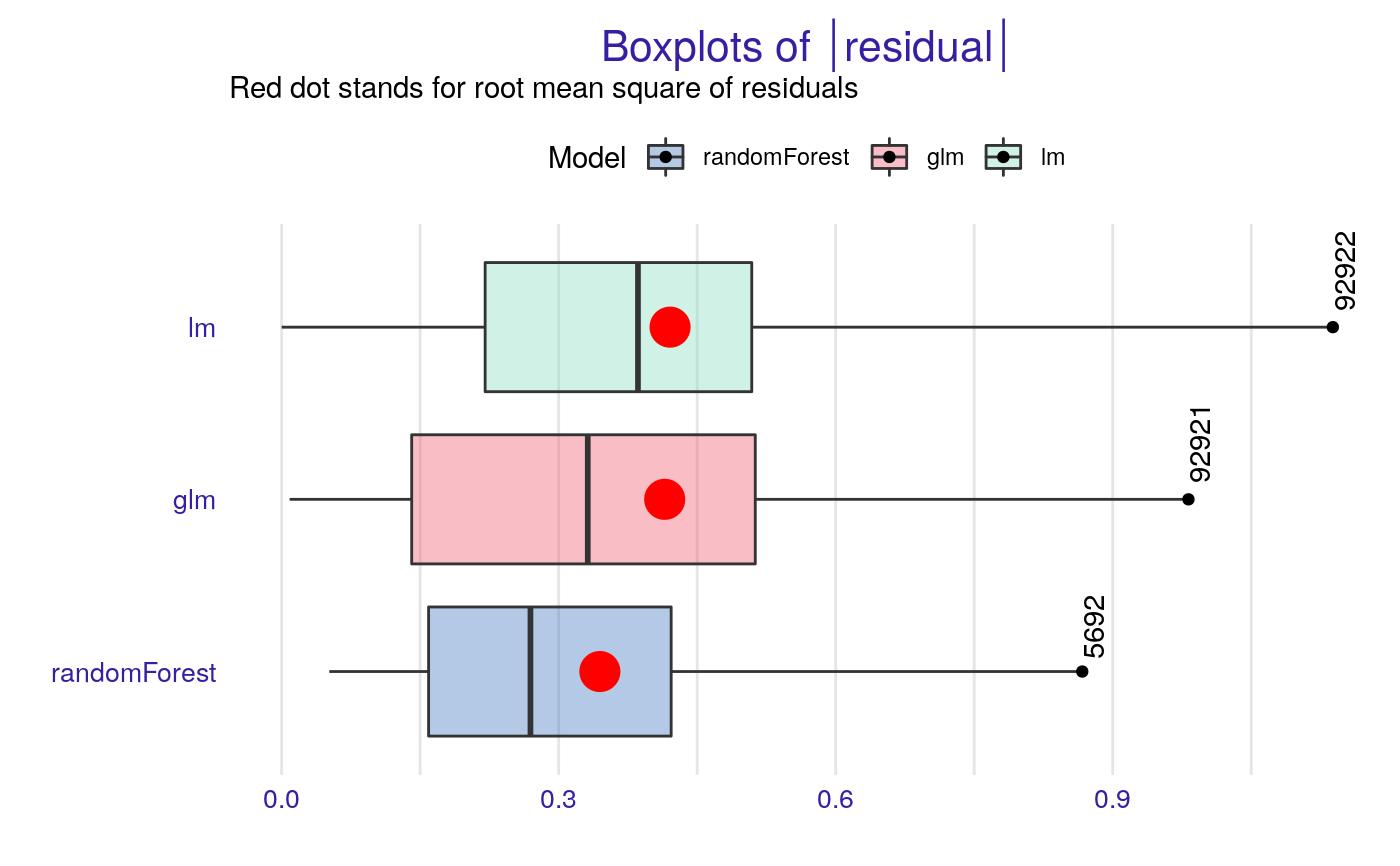 Boxplots of |residual|
Red dot stands for root mean square of residuals
Model randomForest glm lm
92922
lm
92921
glm
5692
randomForest
0.0 0.3 0.6 0.9